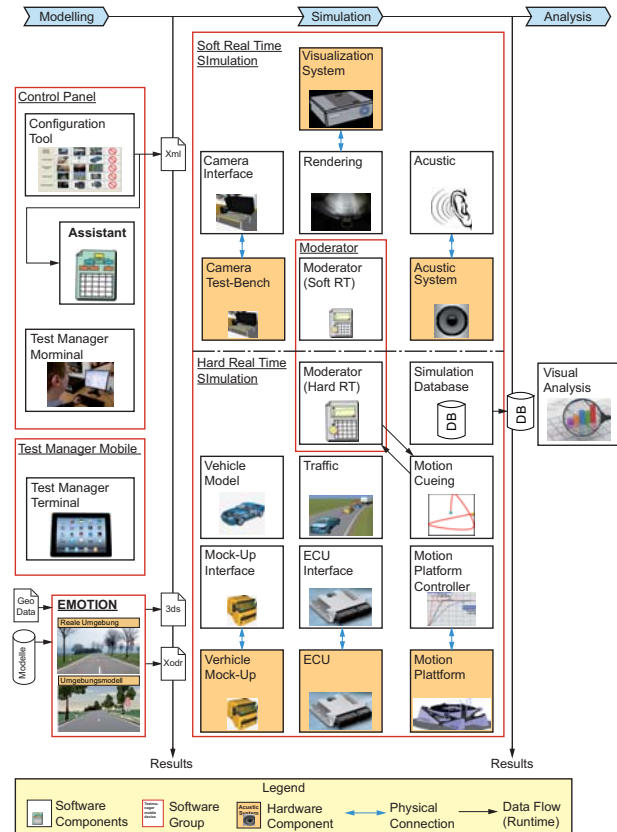 Modelling
Simulation
Analysis
Soft Real Time
SImulation
Visualization
System
Control Panel
Configuration
Tool
Xml
Camera
Interface
Rendering
Acustic
Assistant
Moderator
Camera
Test-Bench
Moderator
(Soft RT)
Acustic
System
Test Manager
Morminal
Hard Real Time
SImulation
Moderator
(Hard RT)
Simulation
Database
DB
DB
Visual
Analysis
Test Manager Mobile
Test Manager
Terminal
Vehicle
Model
Traffic
Motion
Cueing
Mock-Up
Interface
ECU
Interface
Motion
Platform
Controller
Geo
Data
EMOTION
3ds
Reale Umgebung
Modelle
Xodr
Umgebungsmodell
Verhicle
Mock-Up
ECU
Motion
Plattform
Results
Results
Legend
Software
Components
Software
Group
Acustic
System
Hardware
Component
Physical
Connection
Data Flow
(Runtime)